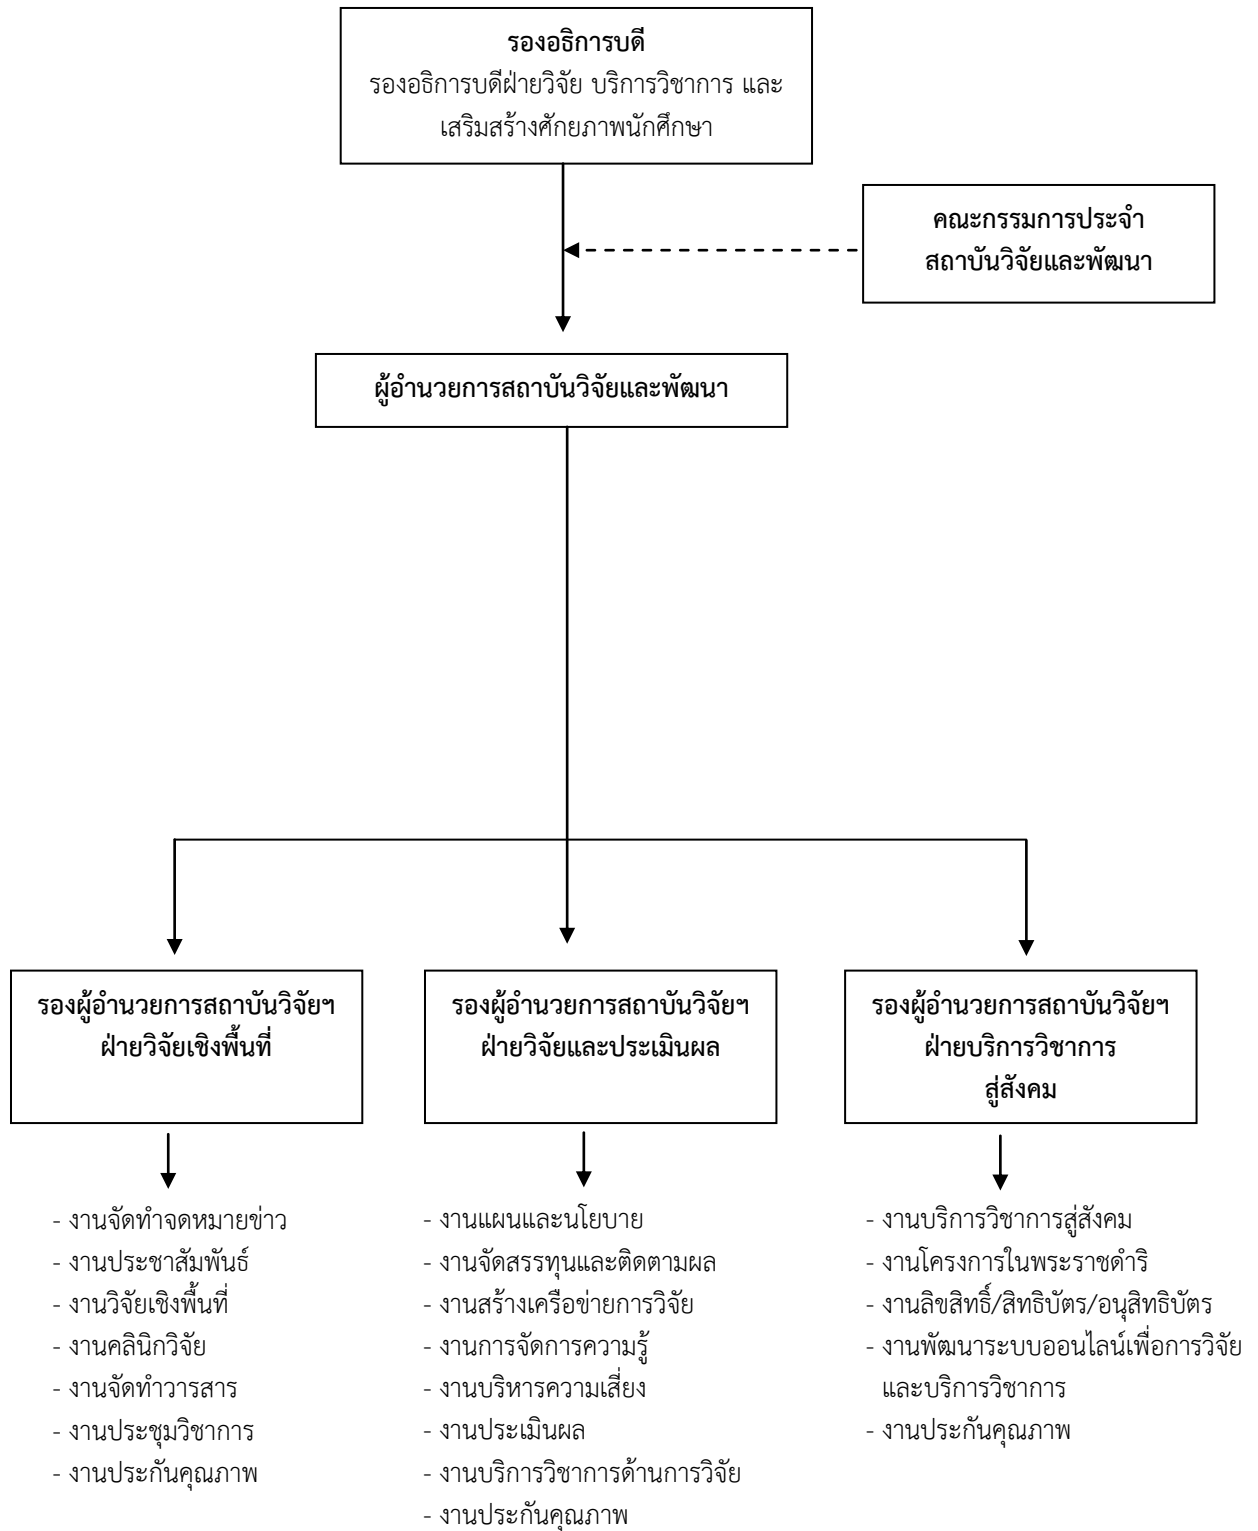 รองอธิการบดี
รองอธิการบดีฝ่ายวิจัย บริการวิชาการ และ
เสริมสร้างศักยภาพนักศึกษา
คณะกรรมการประจำ
สถาบันวิจัยและพัฒนา
ผู้อำนวยการสถาบันวิจัยและพัฒนา
รองผู้อำนวยการสถาบันวิจัยฯ
ฝ่ายวิจัยเชิงพื้นที่
รองผู้อำนวยการสถาบันวิจัยฯ
ฝ่ายวิจัยและประเมินผล
รองผู้อำนวยการสถาบันวิจัยฯ
ฝ่ายบริการวิชาการ
สู่สังคม
- งานจัดทำจดหมายข่าว
- งานประชาสัมพันธ์
- งานวิจัยเชิงพื้นที่
- งานคลินิกวิจัย
- งานจัดทำวารสาร
- งานประชุมวิชาการ
- งานประกันคุณภาพ
- งานแผนและนโยบาย
- งานจัดสรรทุนและติดตามผล
- งานสร้างเครือข่ายการวิจัย
- งานการจัดการความรู้
- งานบริหารความเสี่ยง
- งานประเมินผล
- งานบริการวิชาการด้านการวิจัย
- งานประกันคุณภาพ
- งานบริการวิชาการสู่สังคม
- งานโครงการในพระราชดำริ
- งานลิขสิทธิ์/สิทธิบัตร/อนุสิทธิบัตร
- งานพัฒนาระบบออนไลน์เพื่อการวิจัย
และบริการวิชาการ
- งานประกันคุณภาพ